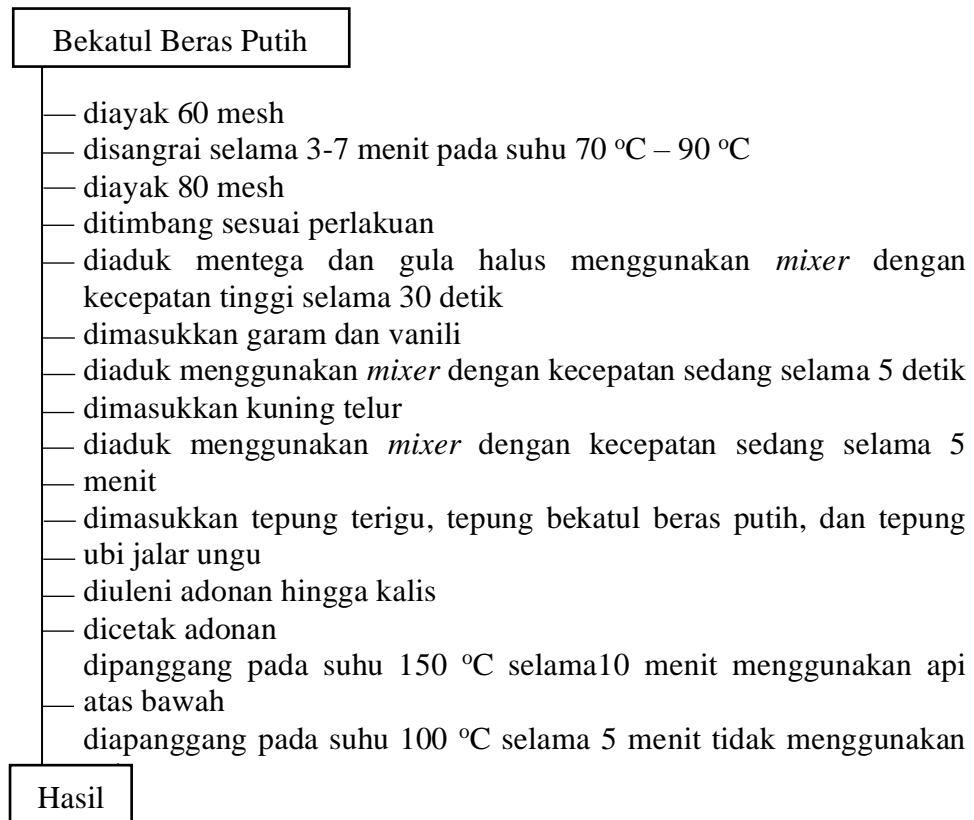 Bekatul Beras Putih
diayak 60 mesh
disangrai selama 3-7 menit pada suhu 70 °C – 90 °C
diayak 80 mesh
ditimbang sesuai perlakuan
diaduk mentega dan gula halus menggunakan mixer dengan
kecepatan tinggi selama 30 detik
dimasukkan garam dan vanili
diaduk menggunakan mixer dengan kecepatan sedang selama 5 detik
dimasukkan kuning telur
diaduk menggunakan mixer dengan kecepatan sedang selama 5
menit
dimasukkan tepung terigu, tepung bekatul beras putih, dan tepung
ubi jalar ungu
diuleni adonan hingga kalis
dicetak adonan
dipanggang pada suhu 150 °C selama10 menit menggunakan api
atas bawah
diapanggang pada suhu 100 °C selama 5 menit tidak menggunakan
Hasil